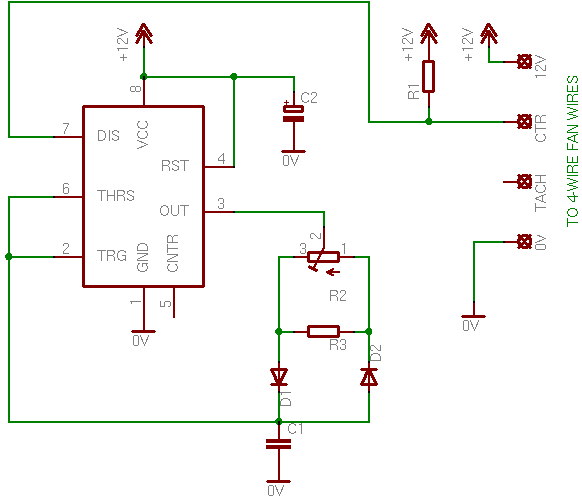 +12V
+12V
+12V
12V
8
C2
+
R1
7
DIS
VCC
CTR
0V
RST
4
TO 4-WIRE FAN WIRES
6
THRS
TACH
OUT
3
2
2
TRG
GND
CNTR
3
1
0V
R2
1
5
0V
0V
R3
D2
D1
C1
0V